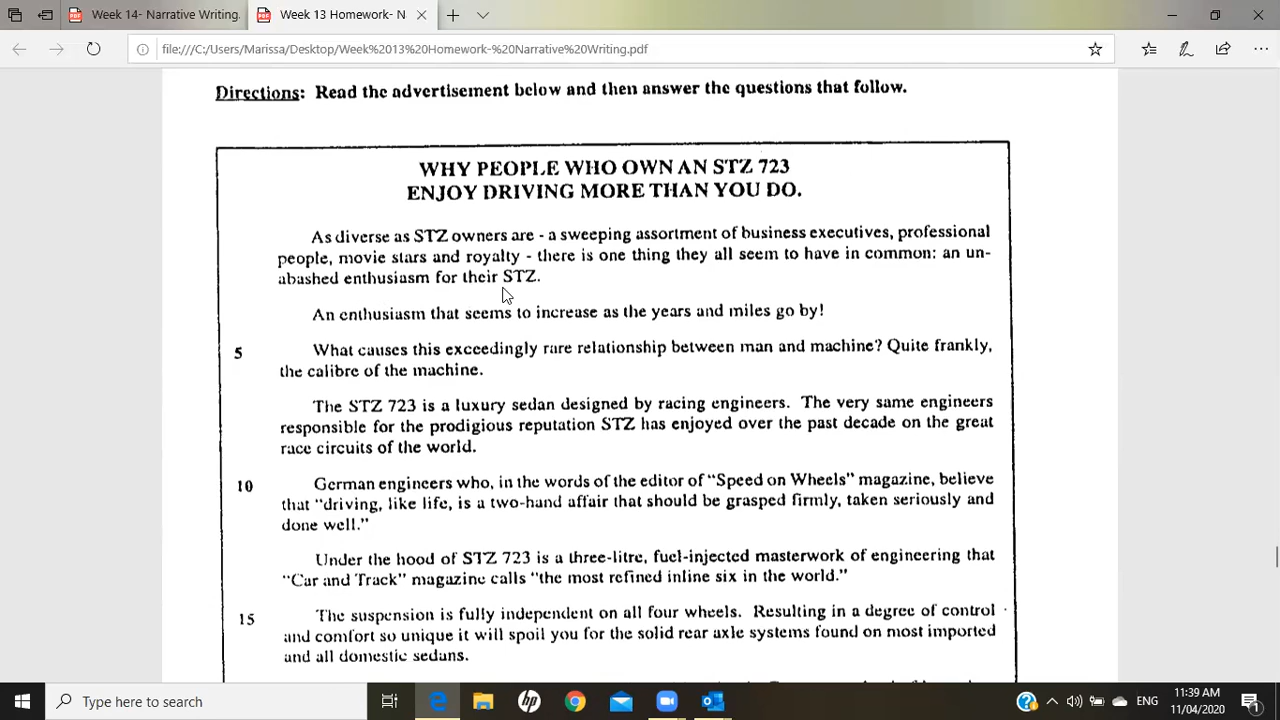 Week 14- Narrative Writing.
Week 13 Homework- N
file:///C:/Users/Marissa/Desktop/Week%2013%20Homework-%20Narrative%20Writing.pdf
Directions: Read the advertisement below and then answer the questions that follow.
WHY PEOPLE WHO OWN AN STZ 723
ENJOY DRIVING MORE THAN YOU DO.
As diverse as STZ owners are - a sweeping assortment of business executives, professional
people, movie stars and royalty - there is one thing they all seem to have in common: an un-
abashed enthusiasm for their STZ.
An enthusiasm that seems to increase as the years and miles go by!
5 What causes this exceedingly rare relationship between man and machine? Quite frankly,
the calibre of the machine.
The STZ 723 is a luxury sedan designed by racing engineers. The very same engineers
responsible for the prodigious reputation STZ has enjoyed over the past decade on the great
race circuits of the world.
10 German engineers who, in the words of the editor of "Speed on Wheels" magazine, believe
that "driving, like life, is a two-hand affair that should be grasped firmly, taken seriously and
done well."
Under the hood of STZ 723 is a three-litre, fuel-injected masterwork of engineering that
"Car and Track" magazine calls "the most refined inline six in the world."
15 The suspension is fully independent on all four wheels. Resulting in a degree of control
and comfort so unique it will spoil you for the solid rear axle systems found on most imported
and all domestic sedans.
Type here to search
ENG
11:39 AM
11/04/2020